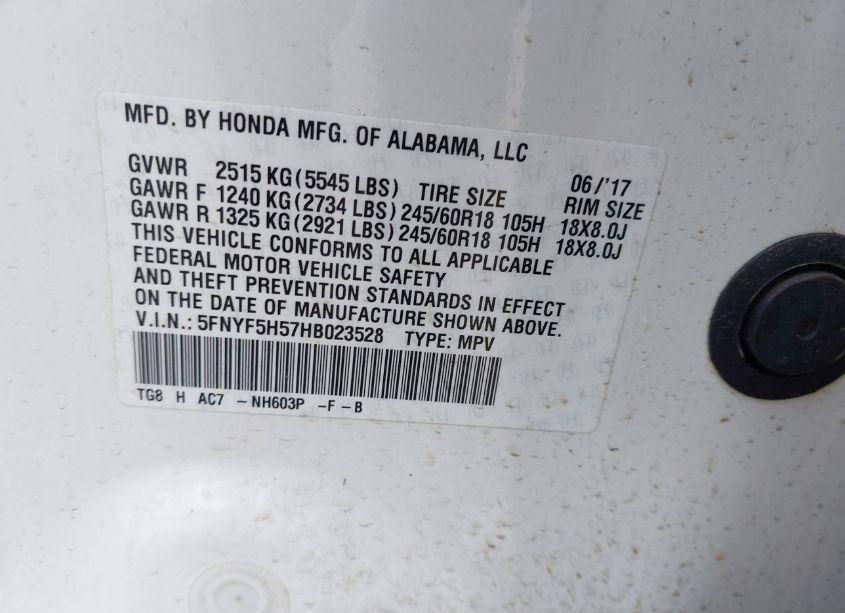 MFD. BY HONDA MFG. OF ALABAMA, LLC
GVWR 2515 KG (5545 LBS) TIRE SIZE 06/'17 RIM SIZE
GAWR F 1240 KG (2734 LBS) 245/60R18 105H 18X8.0J
GAWR R 1325 KG (2921 LBS) 245/60R18 105H 18X8.0J
THIS VEHICLE CONFORMS TO ALL APPLICABLE
FEDERAL MOTOR VEHICLE SAFETY
AND THEFT PREVENTION STANDARDS IN EFFECT
ON THE DATE OF MANUFACTURE SHOWN ABOVE.
V.I.N.: 5FNYF5H57HB023528 TYPE: MPV
TG8 H AC7 - NH603P - F - B